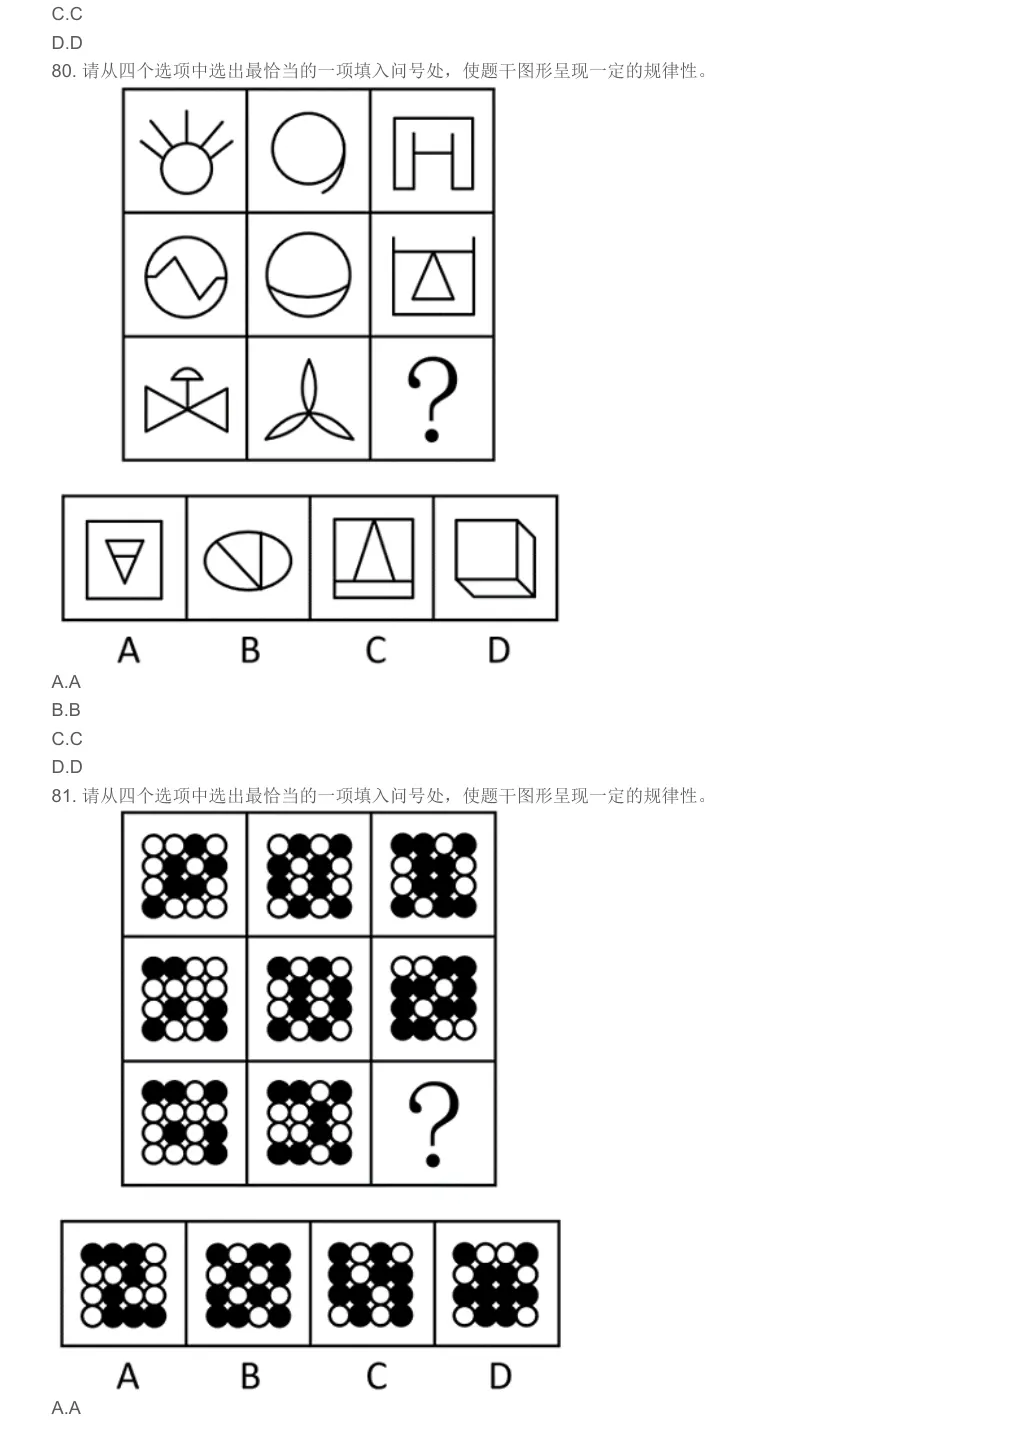 C.C
D.D
80. 请从四个选项中选出最恰当的一项填入问号处，使题干图形呈现一定的规律性。
?
A B C D
A.A
B.B
C.C
D.D
81. 请从四个选项中选出最恰当的一项填入问号处，使题干图形呈现一定的规律性。
?
A B C D
A.A